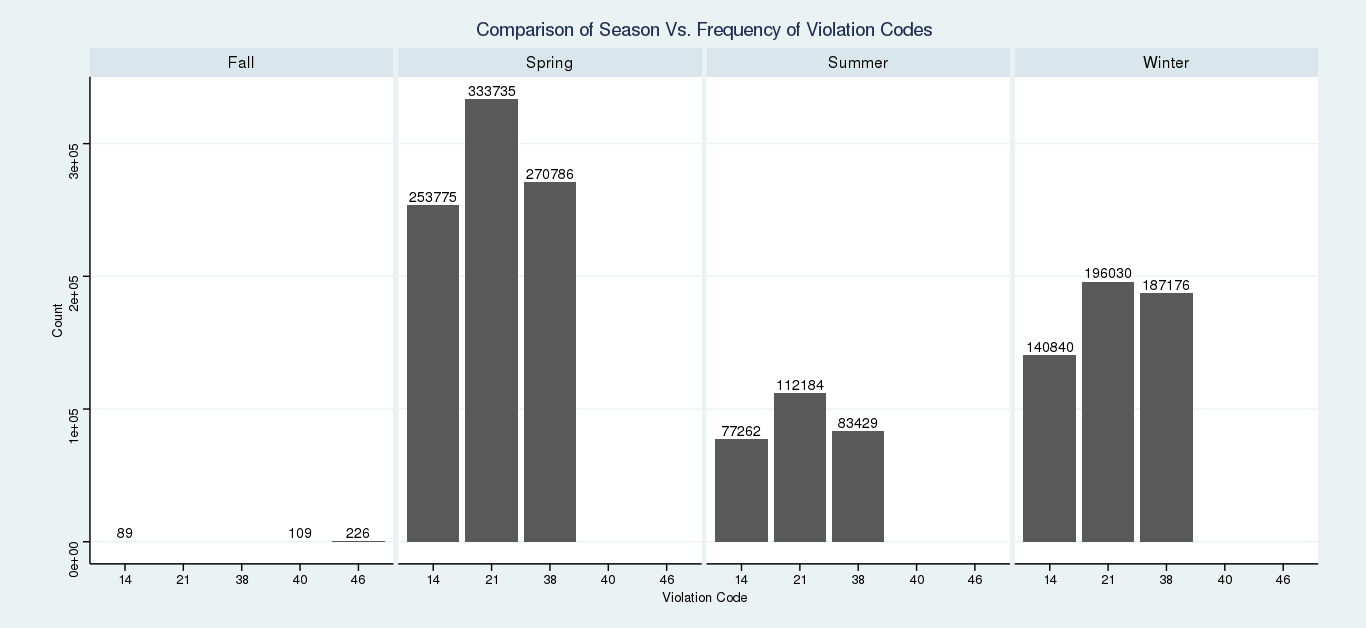 Comparison of Season Vs. Frequency of Violation Codes
Fall
Spring
Summer
Winter
Count
3e+05
2e+05
1e+05
0e+00
89
109
226
253775
333735
270786
77262
112184
83429
140840
196030
187176
14 21 38 40 46
14 21 38 40 46
14 21 38 40 46
14 21 38 40 46
Violation Code